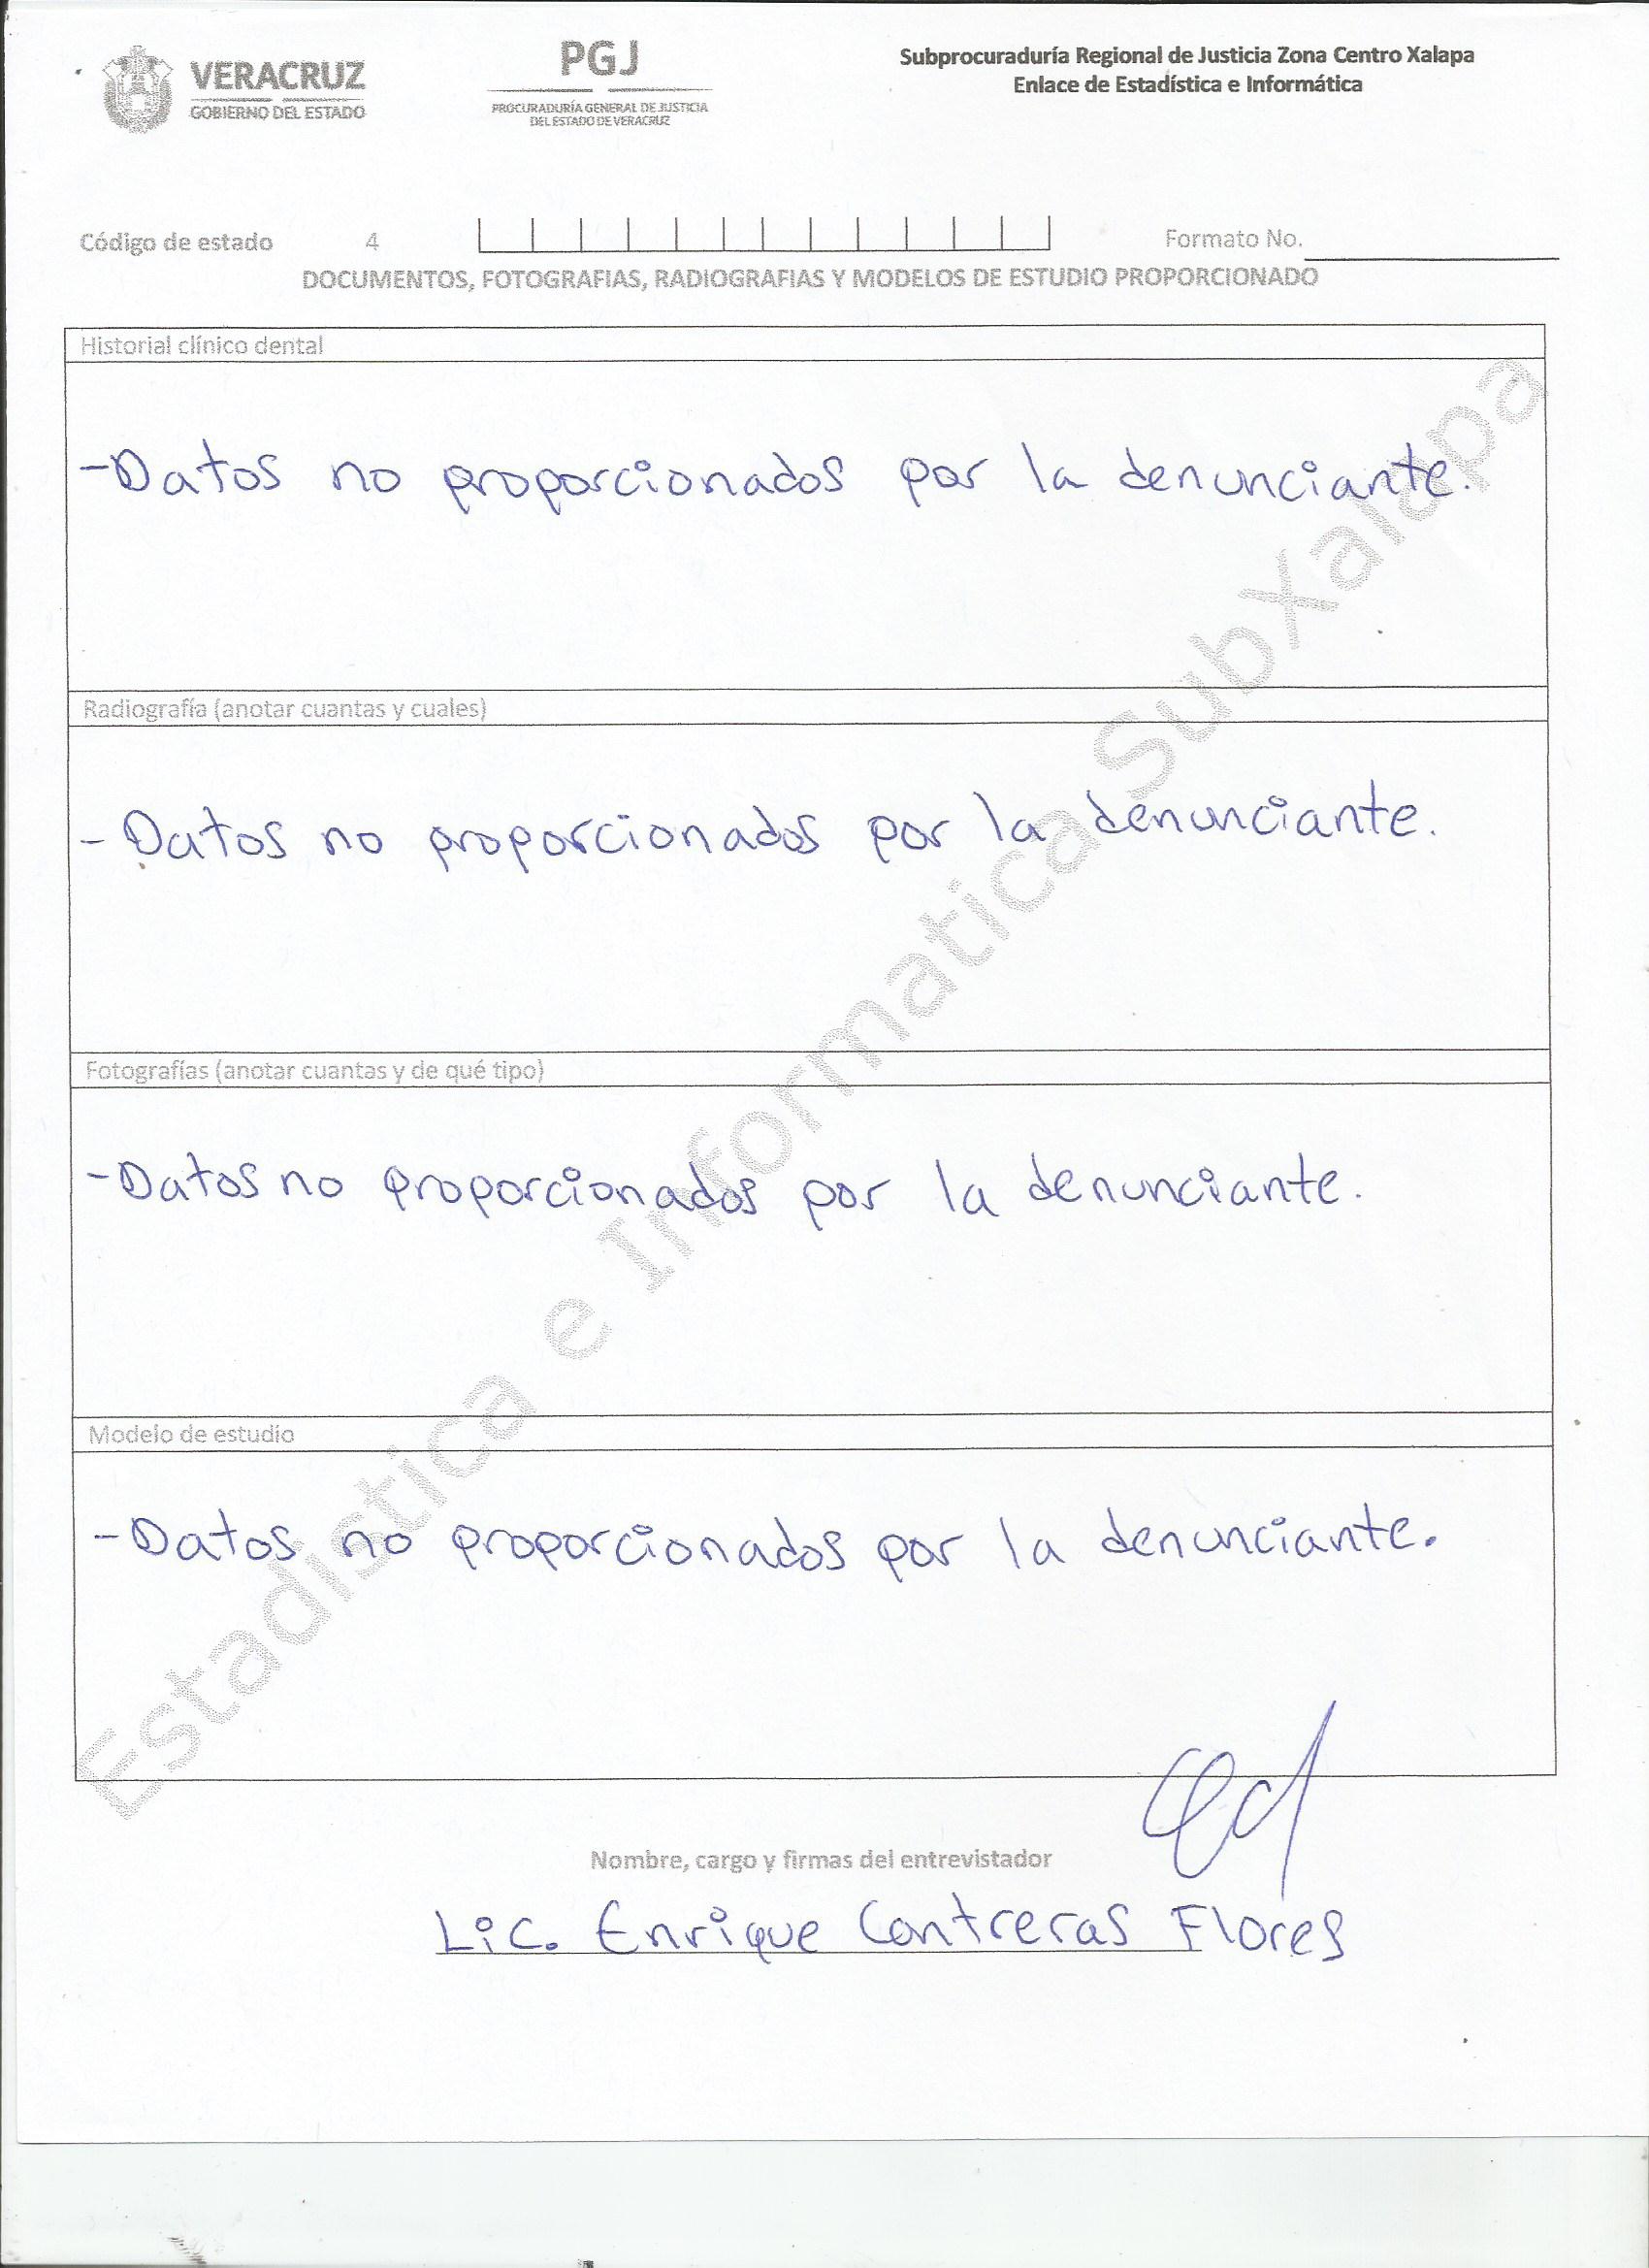 VERACRUZ
GOBIERNO DEL ESTADO
PGJ
PROCURADURÍA GENERAL DE JUSTICIA
DEL ESTADO DE VERACRUZ
Subprocuraduría Regional de Justicia Zona Centro Xalapa
Enlace de Estadística e Informática
Código de estado 4 Formato No.
DOCUMENTOS, FOTOGRAFIAS, RADIOGRAFIAS Y MODELOS DE ESTUDIO PROPORCIONADO
Historial clínico dental
-Datos no proporcionados por la denunciante.
Radiografía (anotar cuantas y cuales)
- Datos no proporcionados por la denunciante.
Fotografías (anotar cuantas y de qué tipo)
-Datos no proporcionados por la denunciante.
Modelo de estudio
-Datos no proporcionados por la denunciante.
Estadistica e Informatica SubXalapa
Nombre, cargo y firmas del entrevistador
Lic. Enrique Contreras Flores